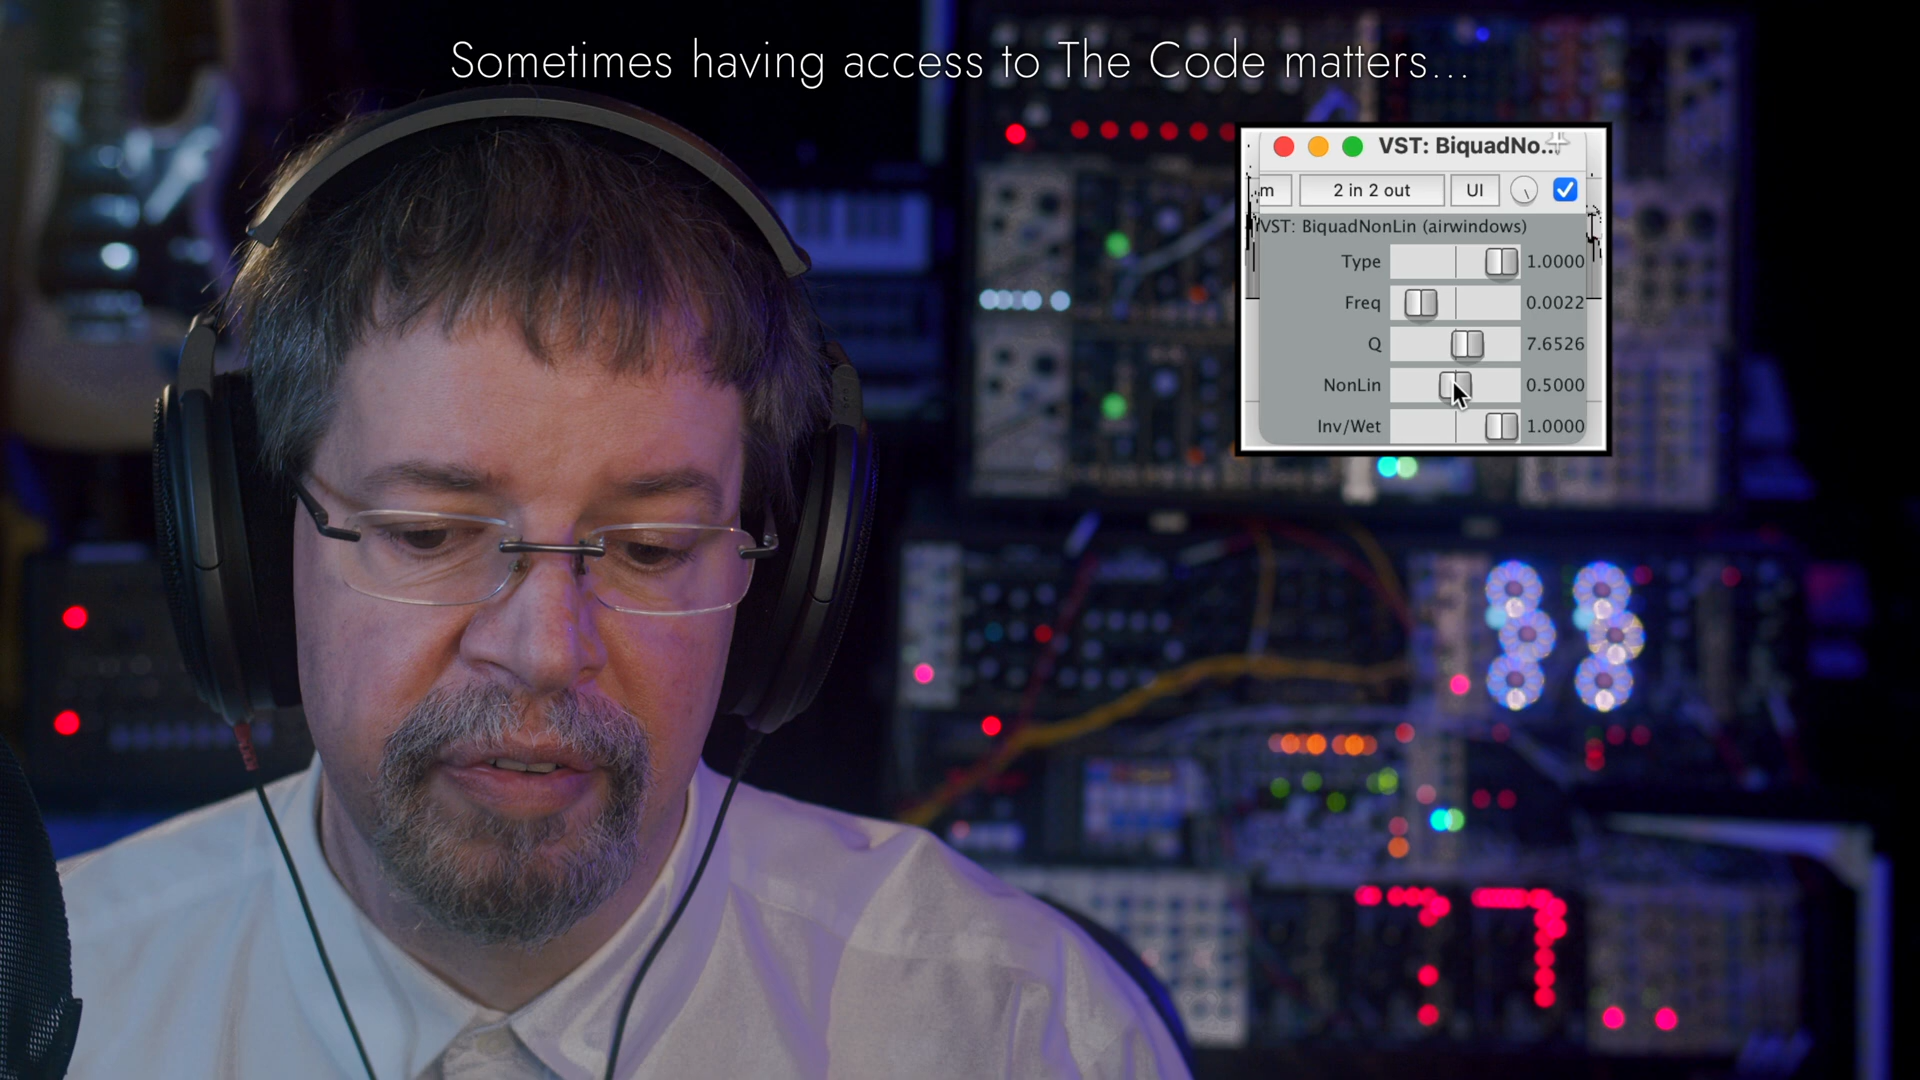 Sometimes having access to The Code matters...
VST: BiquadNo...
m
2 in 2 out
UI
VST: BiquadNonLin (airwindows)
Type 1.0000
Freq 0.0022
Q 7.6526
NonLin 0.5000
Inv/Wet 1.0000